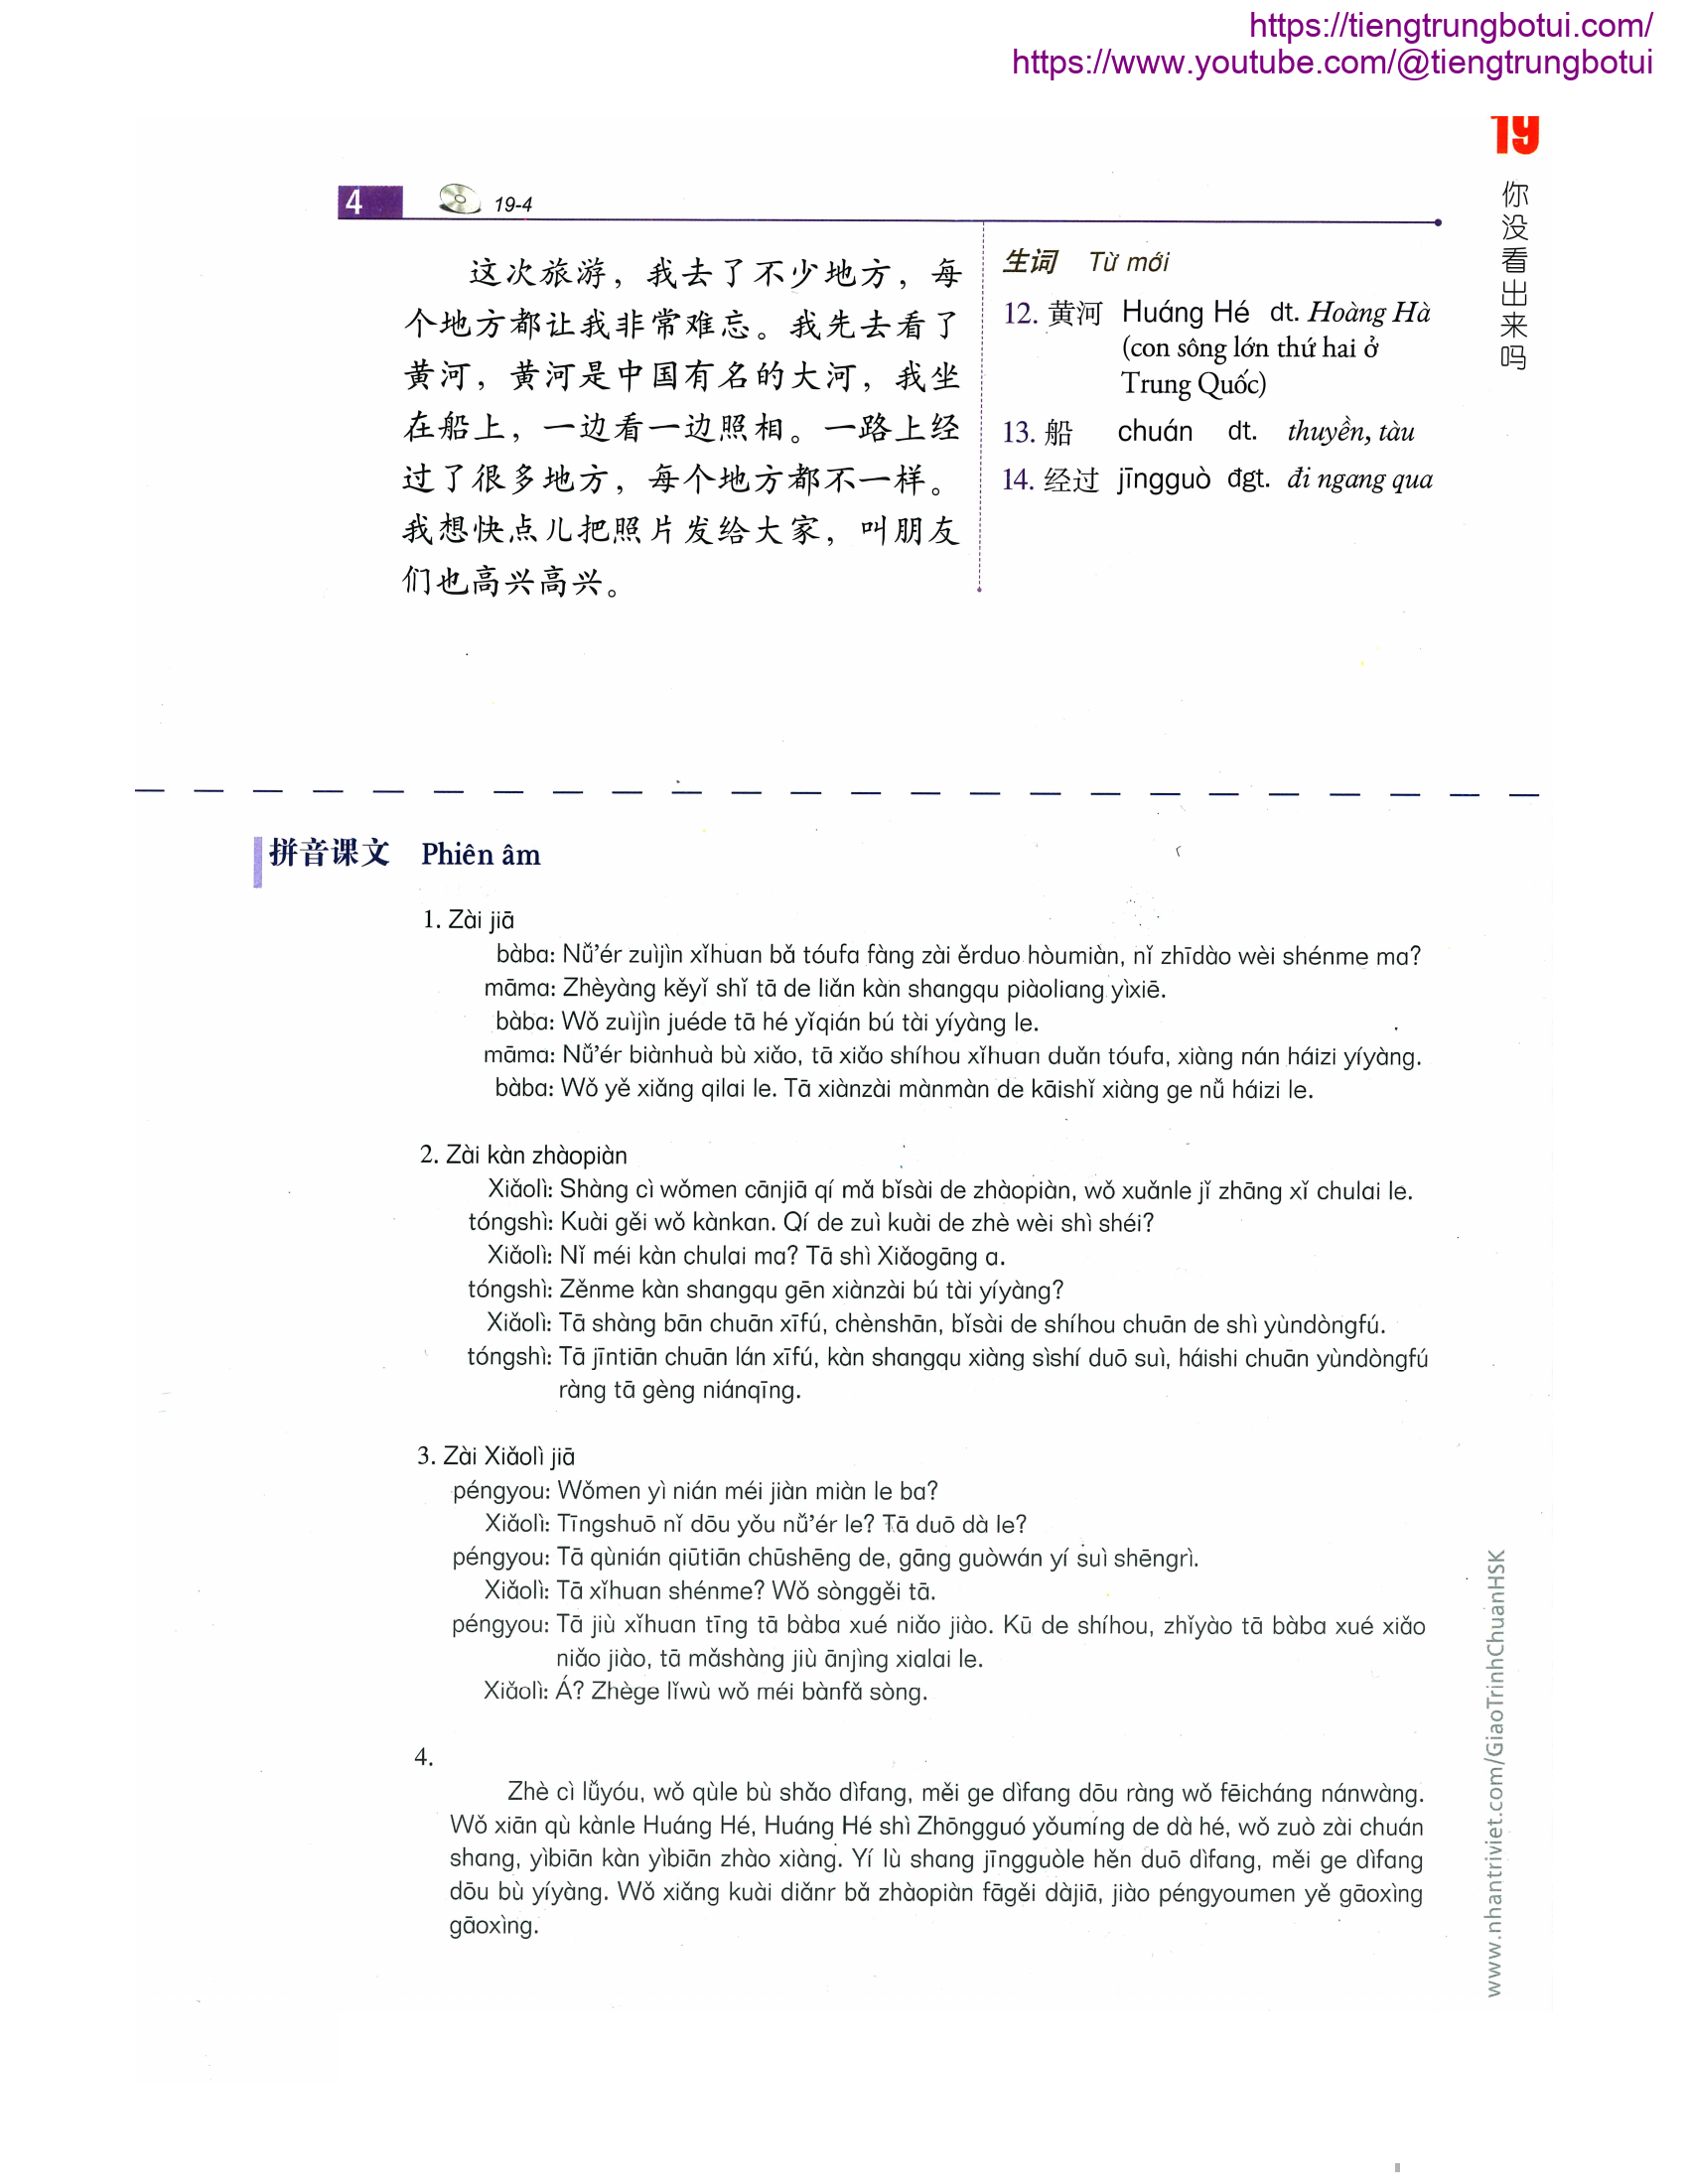 https://tiengtrungbotui.com/
https://www.youtube.com/@tiengtrungbotui
19
你没看出来吗
4 19-4
这次旅游，我去了不少地方，每
个地方都让我非常难忘。我先去看了
黄河，黄河是中国有名的大河，我坐
在船上，一边看一边照相。一路上经
过了很多地方，每个地方都不一样。
我想快点儿把照片发给大家，叫朋友
们也高兴高兴。
生词 Từ mới
12. 黄河 Huáng Hé dt. Hoàng Hà
(con sông lớn thứ hai ở
Trung Quốc)
13. 船 chuán dt. thuyền, tàu
14. 经过 jīngguò đgt. đi ngang qua
拼音课文 Phiên âm
1. Zài jiā
bàba: Nǚ’ér zuìjìn xǐhuan bǎ tóufa fàng zài ěrduo hòumiàn, nǐ zhīdào wèi shénme ma?
māma: Zhèyàng kěyǐ shǐ tā de liǎn kàn shangqu piàoliang yìxiē.
bàba: Wǒ zuìjìn juéde tā hé yǐqián bú tài yíyàng le.
māma: Nǚ’ér biànhuà bù xiǎo, tā xiǎo shíhou xǐhuan duǎn tóufa, xiàng nán háizi yíyàng.
bàba: Wǒ yě xiǎng qilai le. Tā xiànzài mànmàn de kāishǐ xiàng ge nǚ háizi le.
2. Zài kàn zhàopiàn
Xiǎolì: Shàng cì wǒmen cānjiā qí mǎ bǐsài de zhàopiàn, wǒ xuǎnle jǐ zhāng xǐ chulai le.
tóngshì: Kuài gěi wǒ kànkan. Qí de zuì kuài de zhè wèi shì shéi?
Xiǎolì: Nǐ méi kàn chulai ma? Tā shì Xiǎogāng a.
tóngshì: Zěnme kàn shangqu gēn xiànzài bú tài yíyàng?
Xiǎolì: Tā shàng bān chuān xīfú, chènshān, bǐsài de shíhou chuān de shì yùndòngfú.
tóngshì: Tā jīntiān chuān lán xīfú, kàn shangqu xiàng sìshí duō suì, háishi chuān yùndòngfú
ràng tā gèng niánqīng.
3. Zài Xiǎolì jiā
péngyou: Wǒmen yì nián méi jiàn miàn le ba?
Xiǎolì: Tīngshuō nǐ dōu yǒu nǚ’ér le? Tā duō dà le?
péngyou: Tā qùnián qiūtiān chūshēng de, gāng guòwán yí suì shēngrì.
Xiǎolì: Tā xǐhuan shénme? Wǒ sònggěi tā.
péngyou: Tā jiù xǐhuan tīng tā bàba xué niǎo jiào. Kū de shíhou, zhǐyào tā bàba xué xiǎo
niǎo jiào, tā mǎshàng jiù ānjìng xialai le.
Xiǎolì: Á? Zhège lǐwù wǒ méi bànfǎ sòng.
4.
Zhè cì lǚyóu, wǒ qùle bù shǎo dìfang, měi ge dìfang dōu ràng wǒ fēicháng nánwàng.
Wǒ xiān qù kànle Huáng Hé, Huáng Hé shì Zhōngguó yǒumíng de dà hé, wǒ zuò zài chuán
shang, yìbiān kàn yìbiān zhào xiàng. Yí lù shang jīngguòle hěn duō dìfang, měi ge dìfang
dōu bù yíyàng. Wǒ xiǎng kuài diǎnr bǎ zhàopiàn fāgěi dàjiā, jiào péngyoumen yě gāoxìng
gāoxìng.
www.nhantriviet.com/GiaoTrinhChuanHSK